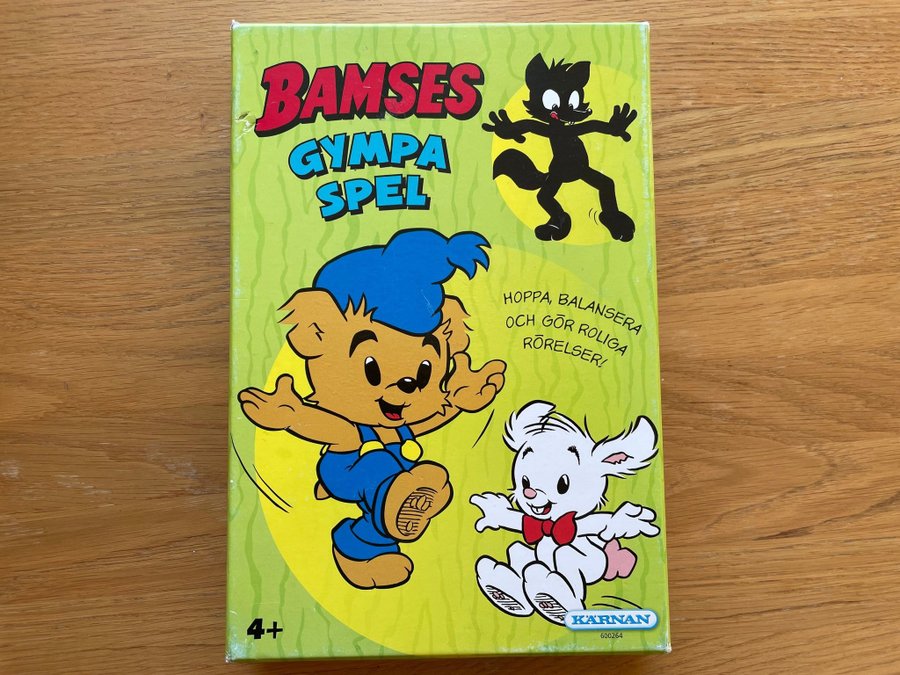 BAMSES
GYMPA
SPEL
HOPPA, BALANSERA
OCH GÖR ROLIGA
RÖRELSER!
4+
KÄRNAN
600264